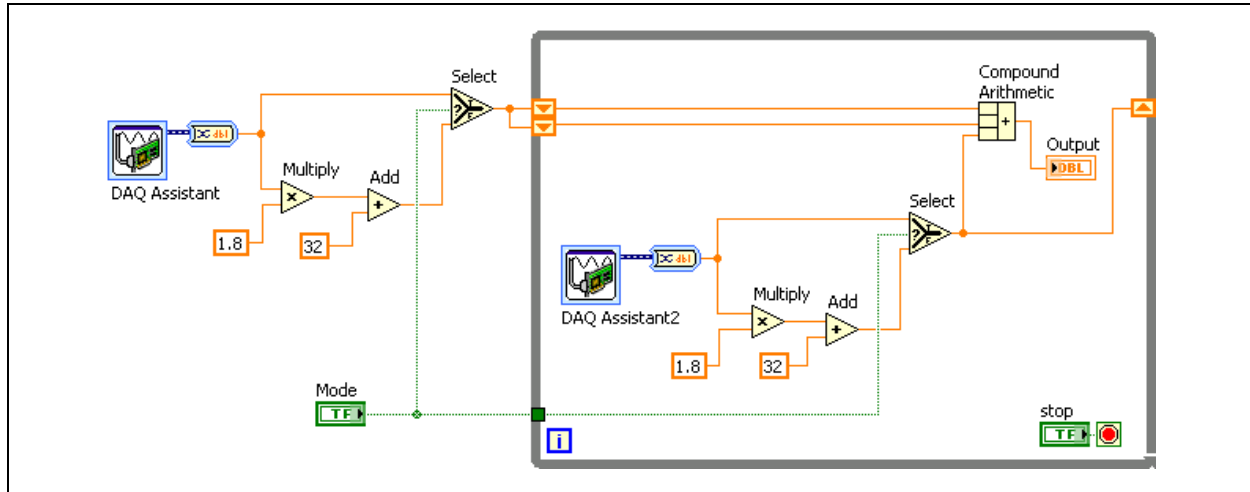 Select
DAQ Assistant
dbl
Multiply
×
1.8
Add
+
32
?
T
F
Mode
TF
i
Compound
Arithmetic
+
Output
DBL
Select
?
T
F
DAQ Assistant2
dbl
Multiply
×
1.8
Add
+
32
stop
TF